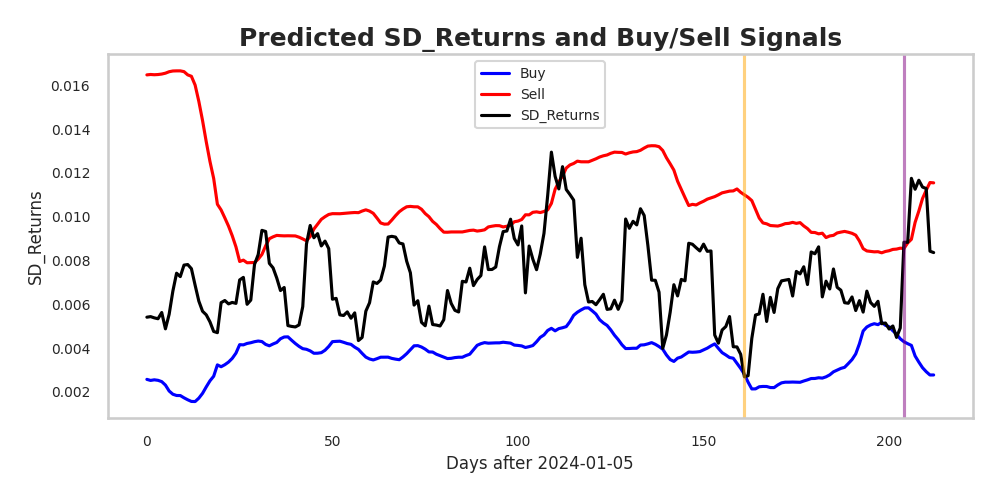 Predicted SD_Returns and Buy/Sell Signals
Buy
Sell
SD_Returns
SD_Returns
0.016
0.014
0.012
0.010
0.008
0.006
0.004
0.002
0
50
100
150
200
Days after 2024-01-05